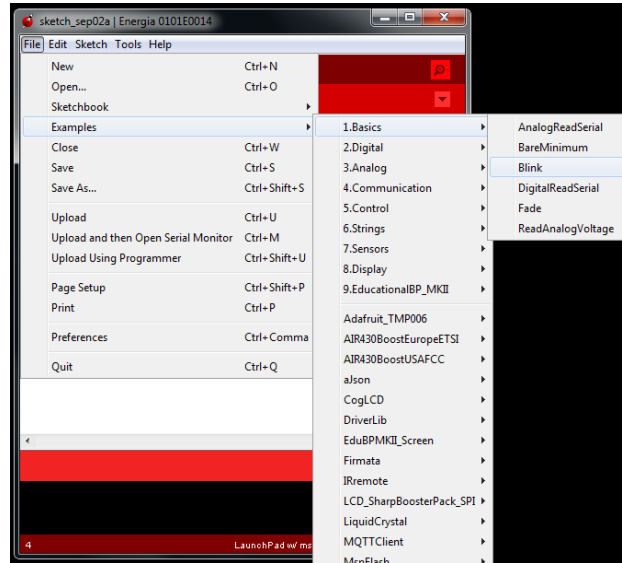 sketch_sep02a | Energia 0101E0014
File Edit Sketch Tools Help
New Ctrl+N
Open... Ctrl+O
Sketchbook
Examples
Close Ctrl+W
Save Ctrl+S
Save As... Ctrl+Shift+S
Upload Ctrl+U
Upload and then Open Serial Monitor Ctrl+M
Upload Using Programmer Ctrl+Shift+U
Page Setup Ctrl+Shift+P
Print Ctrl+P
Preferences Ctrl+Comma
Quit Ctrl+Q
1.Basics
2.Digital
3.Analog
4.Communication
5.Control
6.Strings
7.Sensors
8.Display
9.EducationalBP_MKII
Adafruit_TMP006
AIR430BoostEuropeETSI
AIR430BoostUSAFCC
aJson
CogLCD
DriverLib
EduBPMKII_Screen
Firmata
IRremote
LCD_SharpBoosterPack_SPI
LiquidCrystal
MQTTClient
MspFlash
AnalogReadSerial
BareMinimum
Blink
DigitalReadSerial
Fade
ReadAnalogVoltage
4 LaunchPad w/ ms